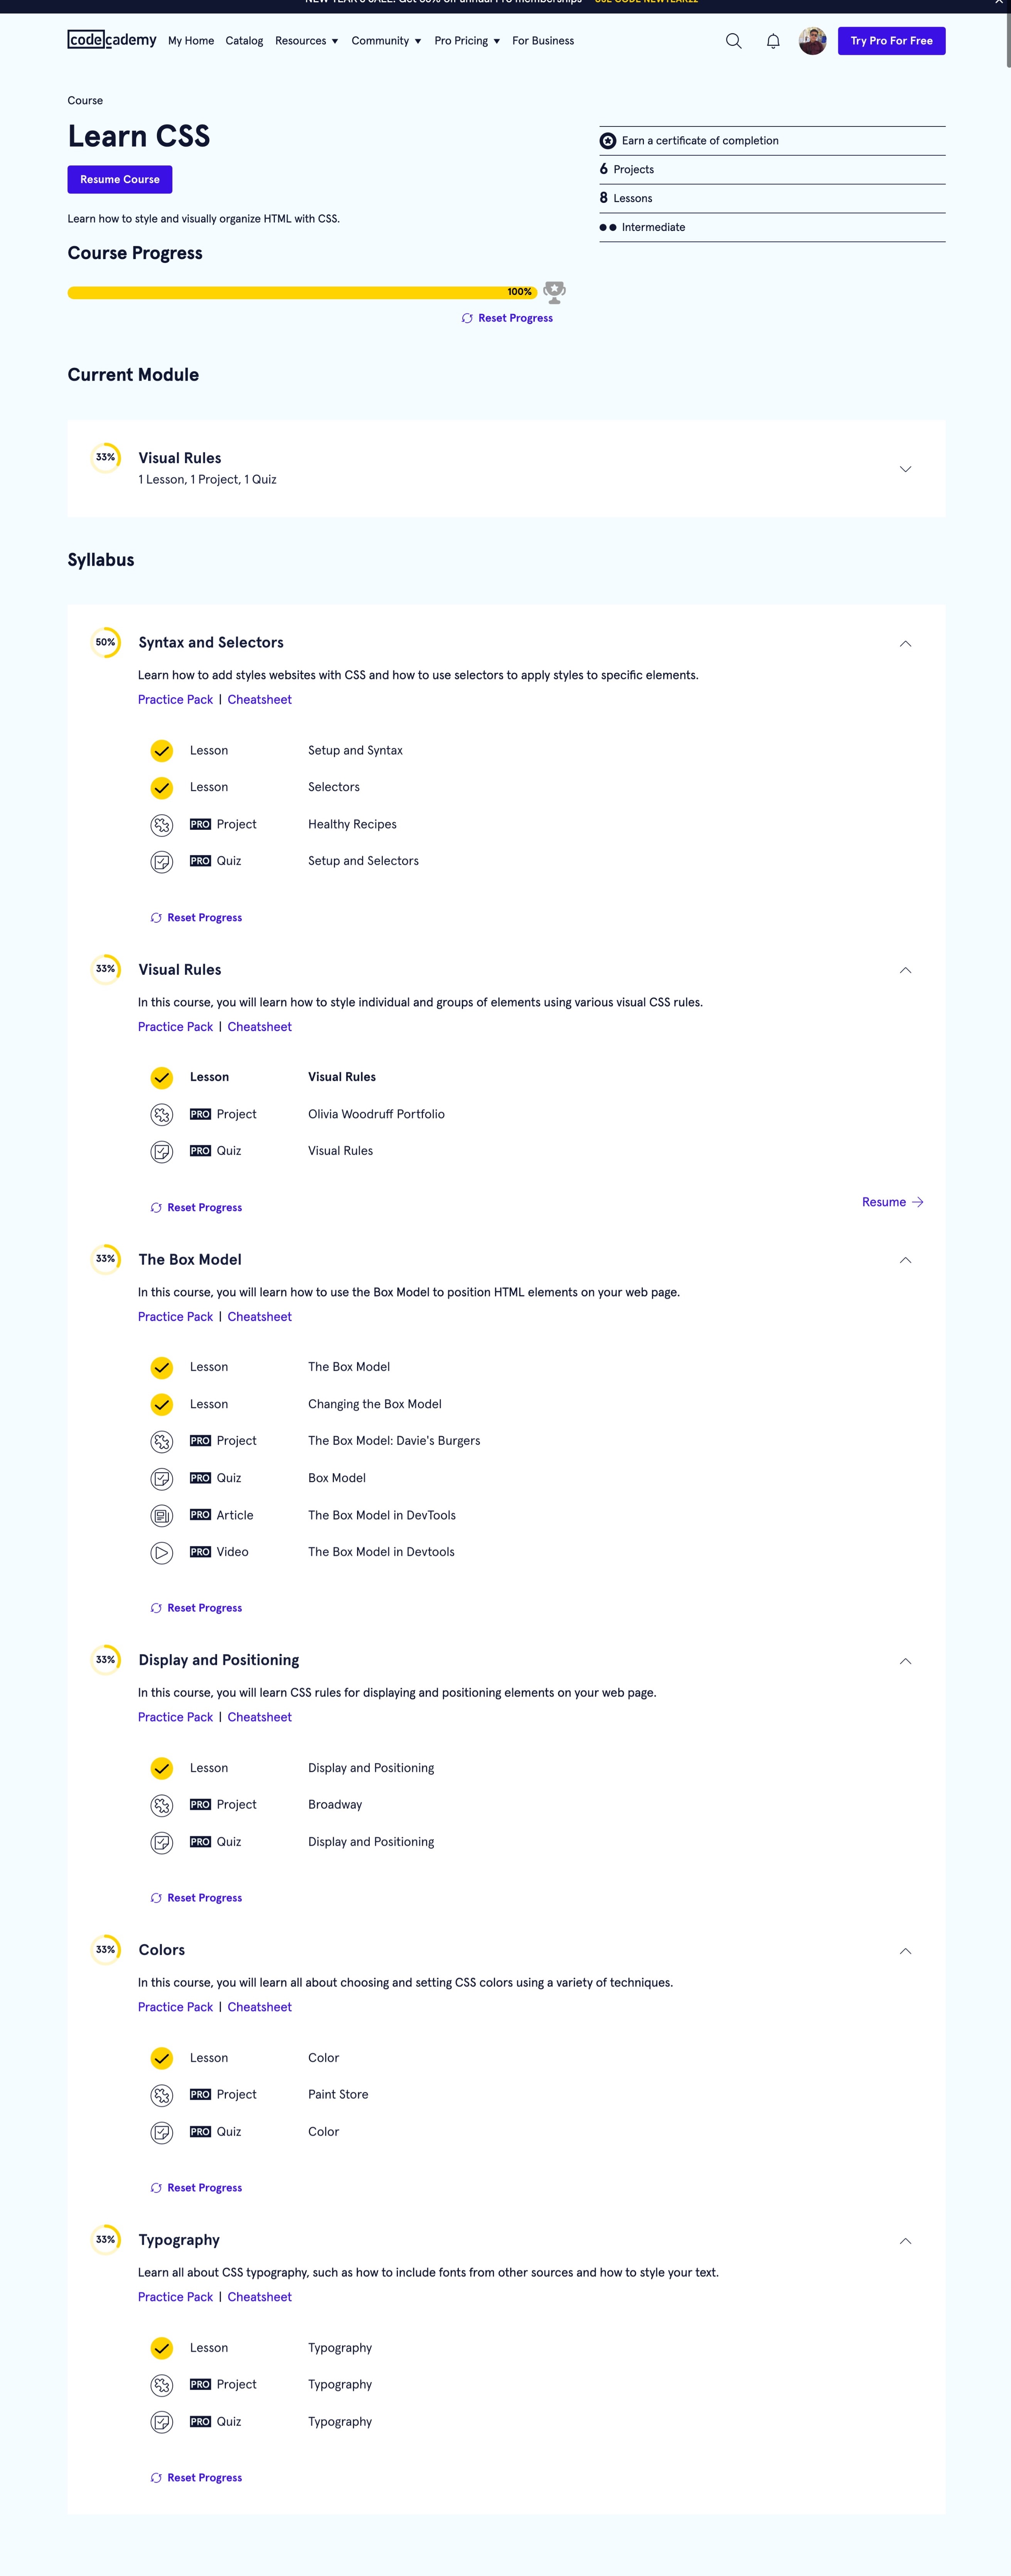 NEW YEAR'S SALE: Get 50% off annual Pro memberships USE CODE NEWYEAR22
codecademy My Home Catalog Resources Community Pro Pricing For Business Try Pro For Free
Course
Learn CSS
Resume Course
Learn how to style and visually organize HTML with CSS.
Earn a certificate of completion
6 Projects
8 Lessons
Intermediate
Course Progress
100%
Reset Progress
Current Module
33% Visual Rules
1 Lesson, 1 Project, 1 Quiz
Syllabus
50% Syntax and Selectors
Learn how to add styles websites with CSS and how to use selectors to apply styles to specific elements.
Practice Pack | Cheatsheet
Lesson Setup and Syntax
Lesson Selectors
PRO Project Healthy Recipes
PRO Quiz Setup and Selectors
Reset Progress
33% Visual Rules
In this course, you will learn how to style individual and groups of elements using various visual CSS rules.
Practice Pack | Cheatsheet
Lesson Visual Rules
PRO Project Olivia Woodruff Portfolio
PRO Quiz Visual Rules
Reset Progress Resume
33% The Box Model
In this course, you will learn how to use the Box Model to position HTML elements on your web page.
Practice Pack | Cheatsheet
Lesson The Box Model
Lesson Changing the Box Model
PRO Project The Box Model: Davie's Burgers
PRO Quiz Box Model
PRO Article The Box Model in DevTools
PRO Video The Box Model in Devtools
Reset Progress
33% Display and Positioning
In this course, you will learn CSS rules for displaying and positioning elements on your web page.
Practice Pack | Cheatsheet
Lesson Display and Positioning
PRO Project Broadway
PRO Quiz Display and Positioning
Reset Progress
33% Colors
In this course, you will learn all about choosing and setting CSS colors using a variety of techniques.
Practice Pack | Cheatsheet
Lesson Color
PRO Project Paint Store
PRO Quiz Color
Reset Progress
33% Typography
Learn all about CSS typography, such as how to include fonts from other sources and how to style your text.
Practice Pack | Cheatsheet
Lesson Typography
PRO Project Typography
PRO Quiz Typography
Reset Progress